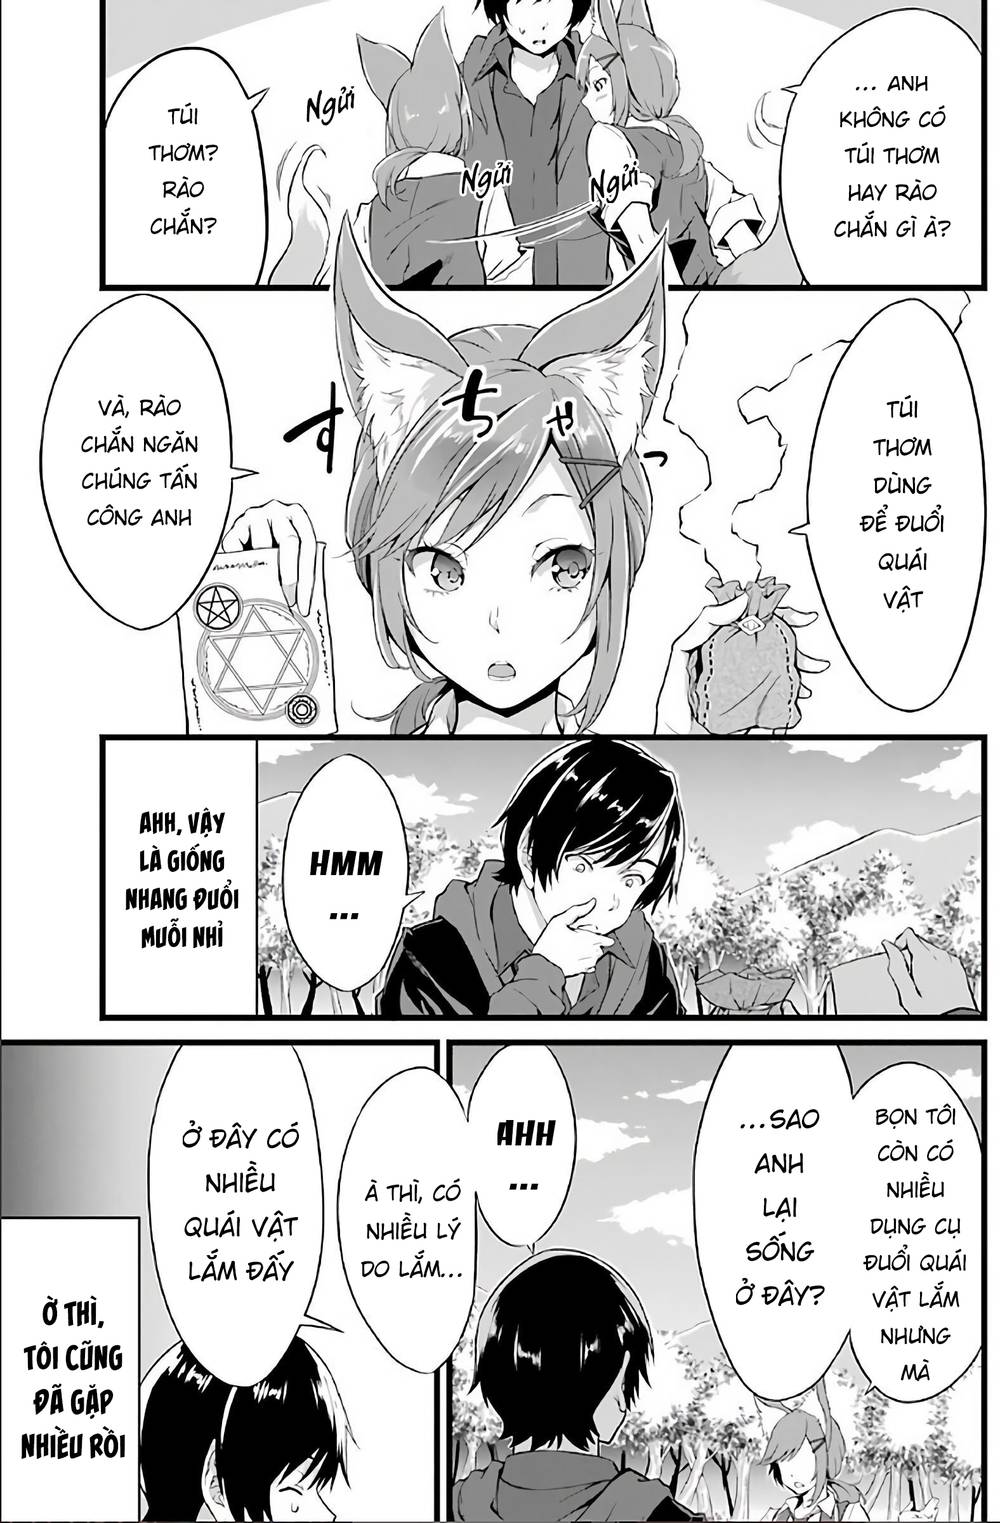 ... ANH
KHÔNG CÓ
TÚI THƠM
HAY RÀO
CHẮN GÌ À?
NGỬI
NGỬI
NGỬI
TÚI
THƠM?
RÀO
CHẮN?
TÚI
THƠM
DÙNG
ĐỂ ĐUỔI
QUÁI
VẬT
すちゃっ
VÀ, RÀO
CHẮN NGĂN
CHÚNG TẤN
CÔNG ANH
HMM
...
AHH, VẬY
LÀ GIỐNG
NHANG ĐUỔI
MUỖI NHỈ
BỌN TÔI
CÒN CÓ
NHIỀU
DỤNG CỤ
ĐUỔI QUÁI
VẬT LẮM
NHƯNG
MÀ
...SAO
ANH
LẠI
SỐNG
Ở ĐÂY?
AHH
...
À THÌ, CÓ
NHIỀU LÝ
DO LẮM...
Ở ĐÂY CÓ
NHIỀU
QUÁI VẬT
LẮM ĐẤY
Ờ THÌ,
TÔI CŨNG
ĐÃ GẶP
NHIỀU RỒI